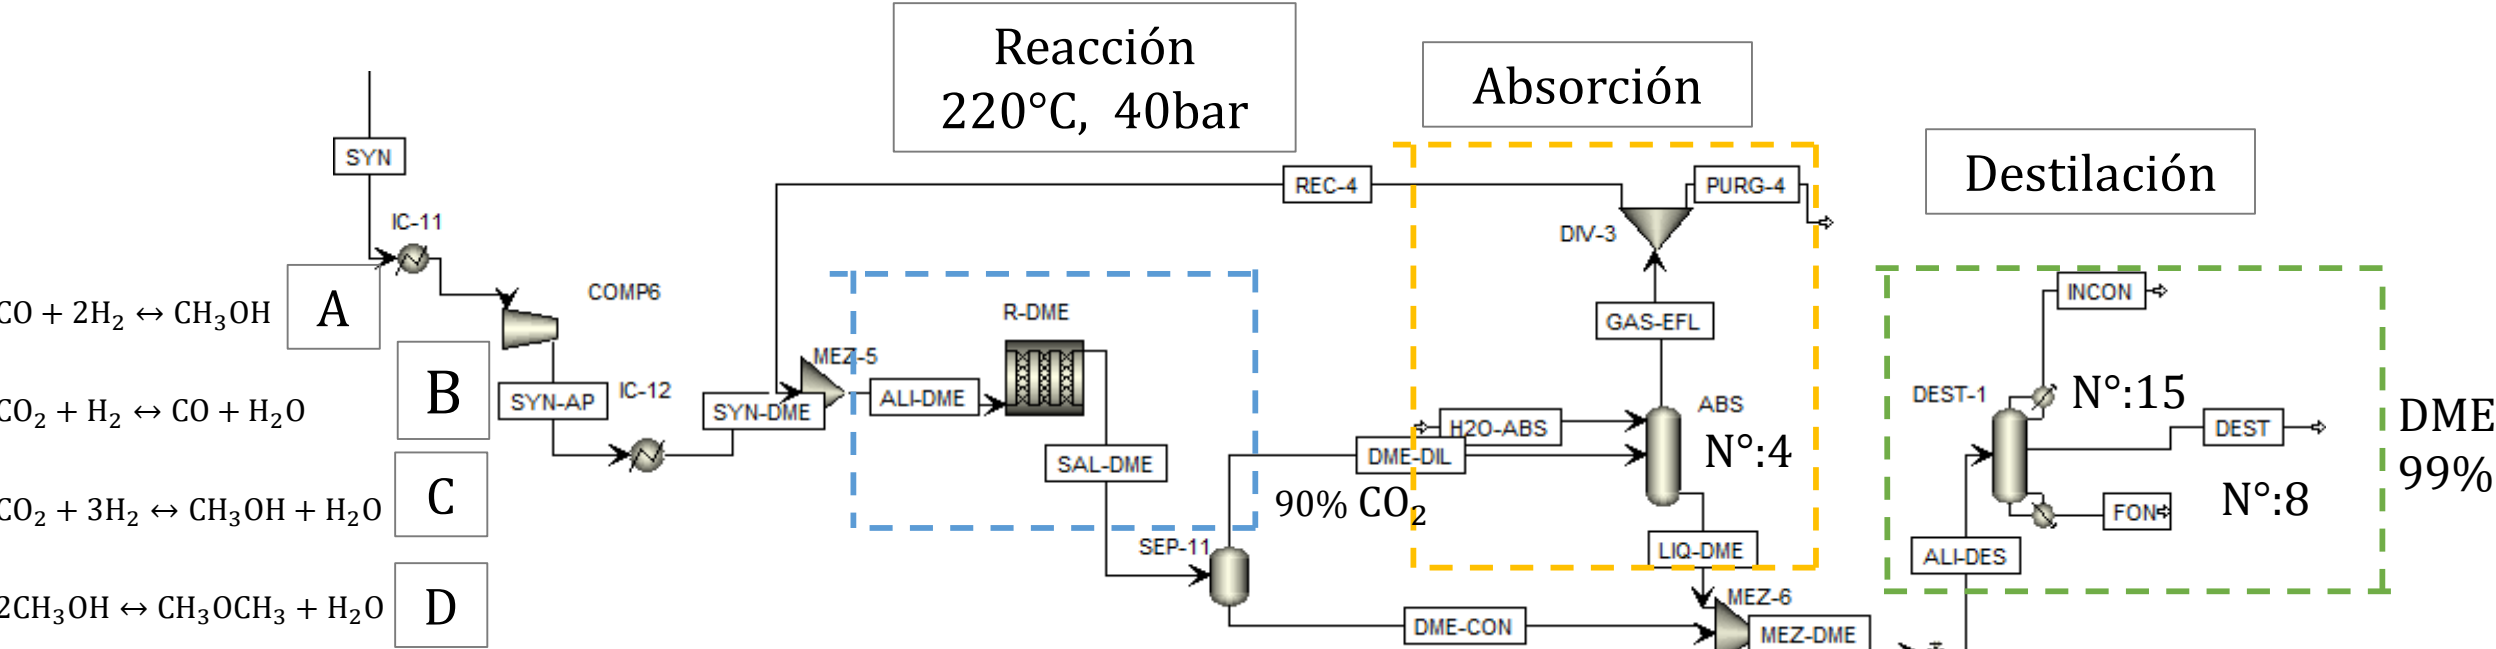 Reacción
220°C, 40bar
Absorción
Destilación
SYN
REC-4
PURG-4
IC-11
DIV-3
COMP6
INCON
CO + 2H₂ ↔ CH₃OH
A
R-DME
GAS-EFL
MEZ-5
B
CO₂ + H₂ ↔ CO + H₂O
SYN-AP
IC-12
SYN-DME
ALI-DME
ABS
H2O-ABS
N°:4
DEST-1
N°:15
DEST
DME
99%
SAL-DME
DME-DIL
90% CO₂
C
CO₂ + 3H₂ ↔ CH₃OH + H₂O
N°:8
FON
SEP-11
LIQ-DME
ALI-DES
D
2CH₃OH ↔ CH₃OCH₃ + H₂O
MEZ-6
DME-CON
MEZ-DME